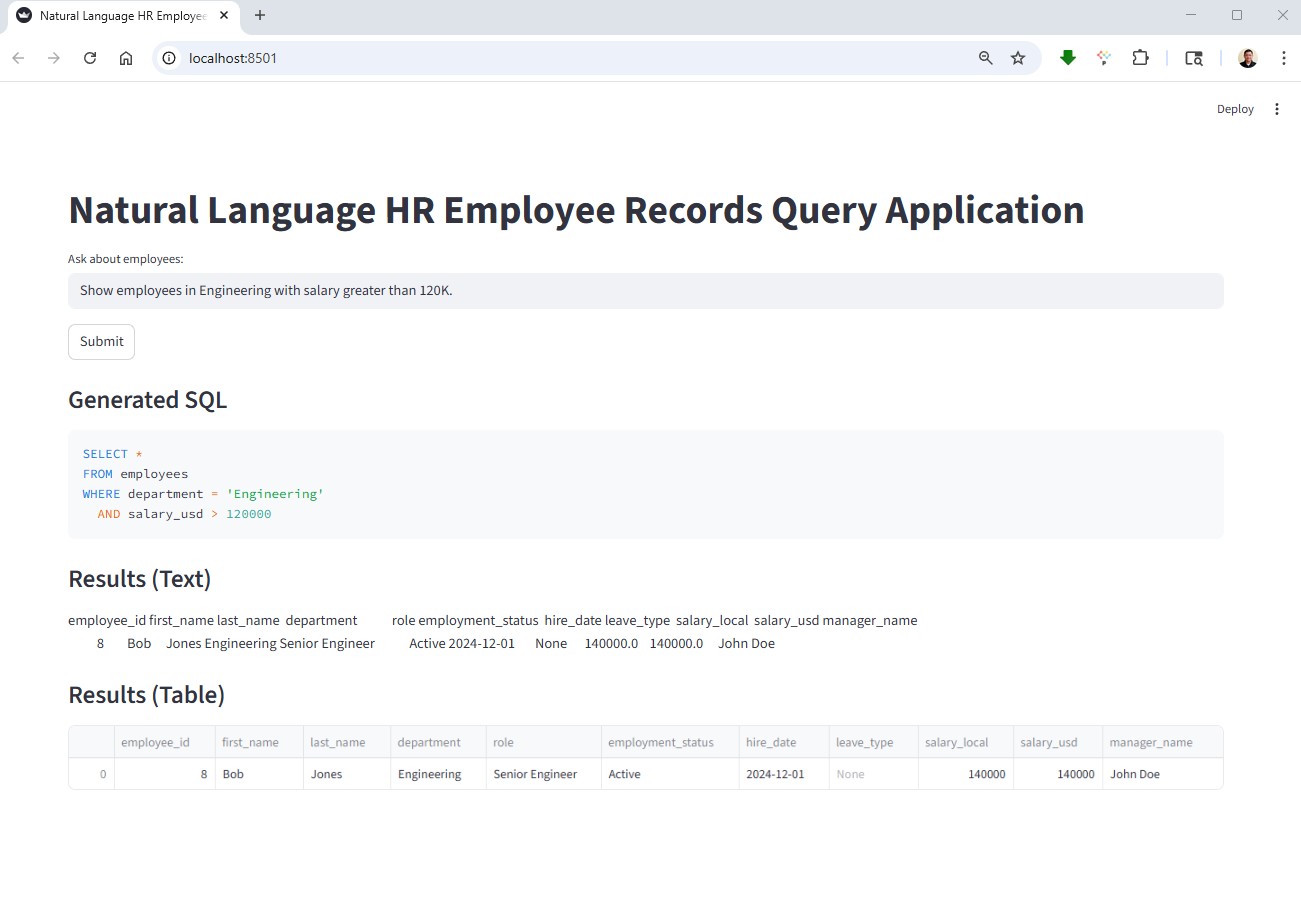 Natural Language HR Employee
localhost:8501
Deploy
Natural Language HR Employee Records Query Application
Ask about employees:
Show employees in Engineering with salary greater than 120K.
Submit
Generated SQL
SELECT *
FROM employees
WHERE department = 'Engineering'
AND salary_usd > 120000
Results (Text)
employee_id first_name last_name department role employment_status hire_date leave_type salary_local salary_usd manager_name
8 Bob Jones Engineering Senior Engineer Active 2024-12-01 None 140000.0 140000.0 John Doe
Results (Table)
employee_id first_name last_name department role employment_status hire_date leave_type salary_local salary_usd manager_name
0 8 Bob Jones Engineering Senior Engineer Active 2024-12-01 None 140000 140000 John Doe